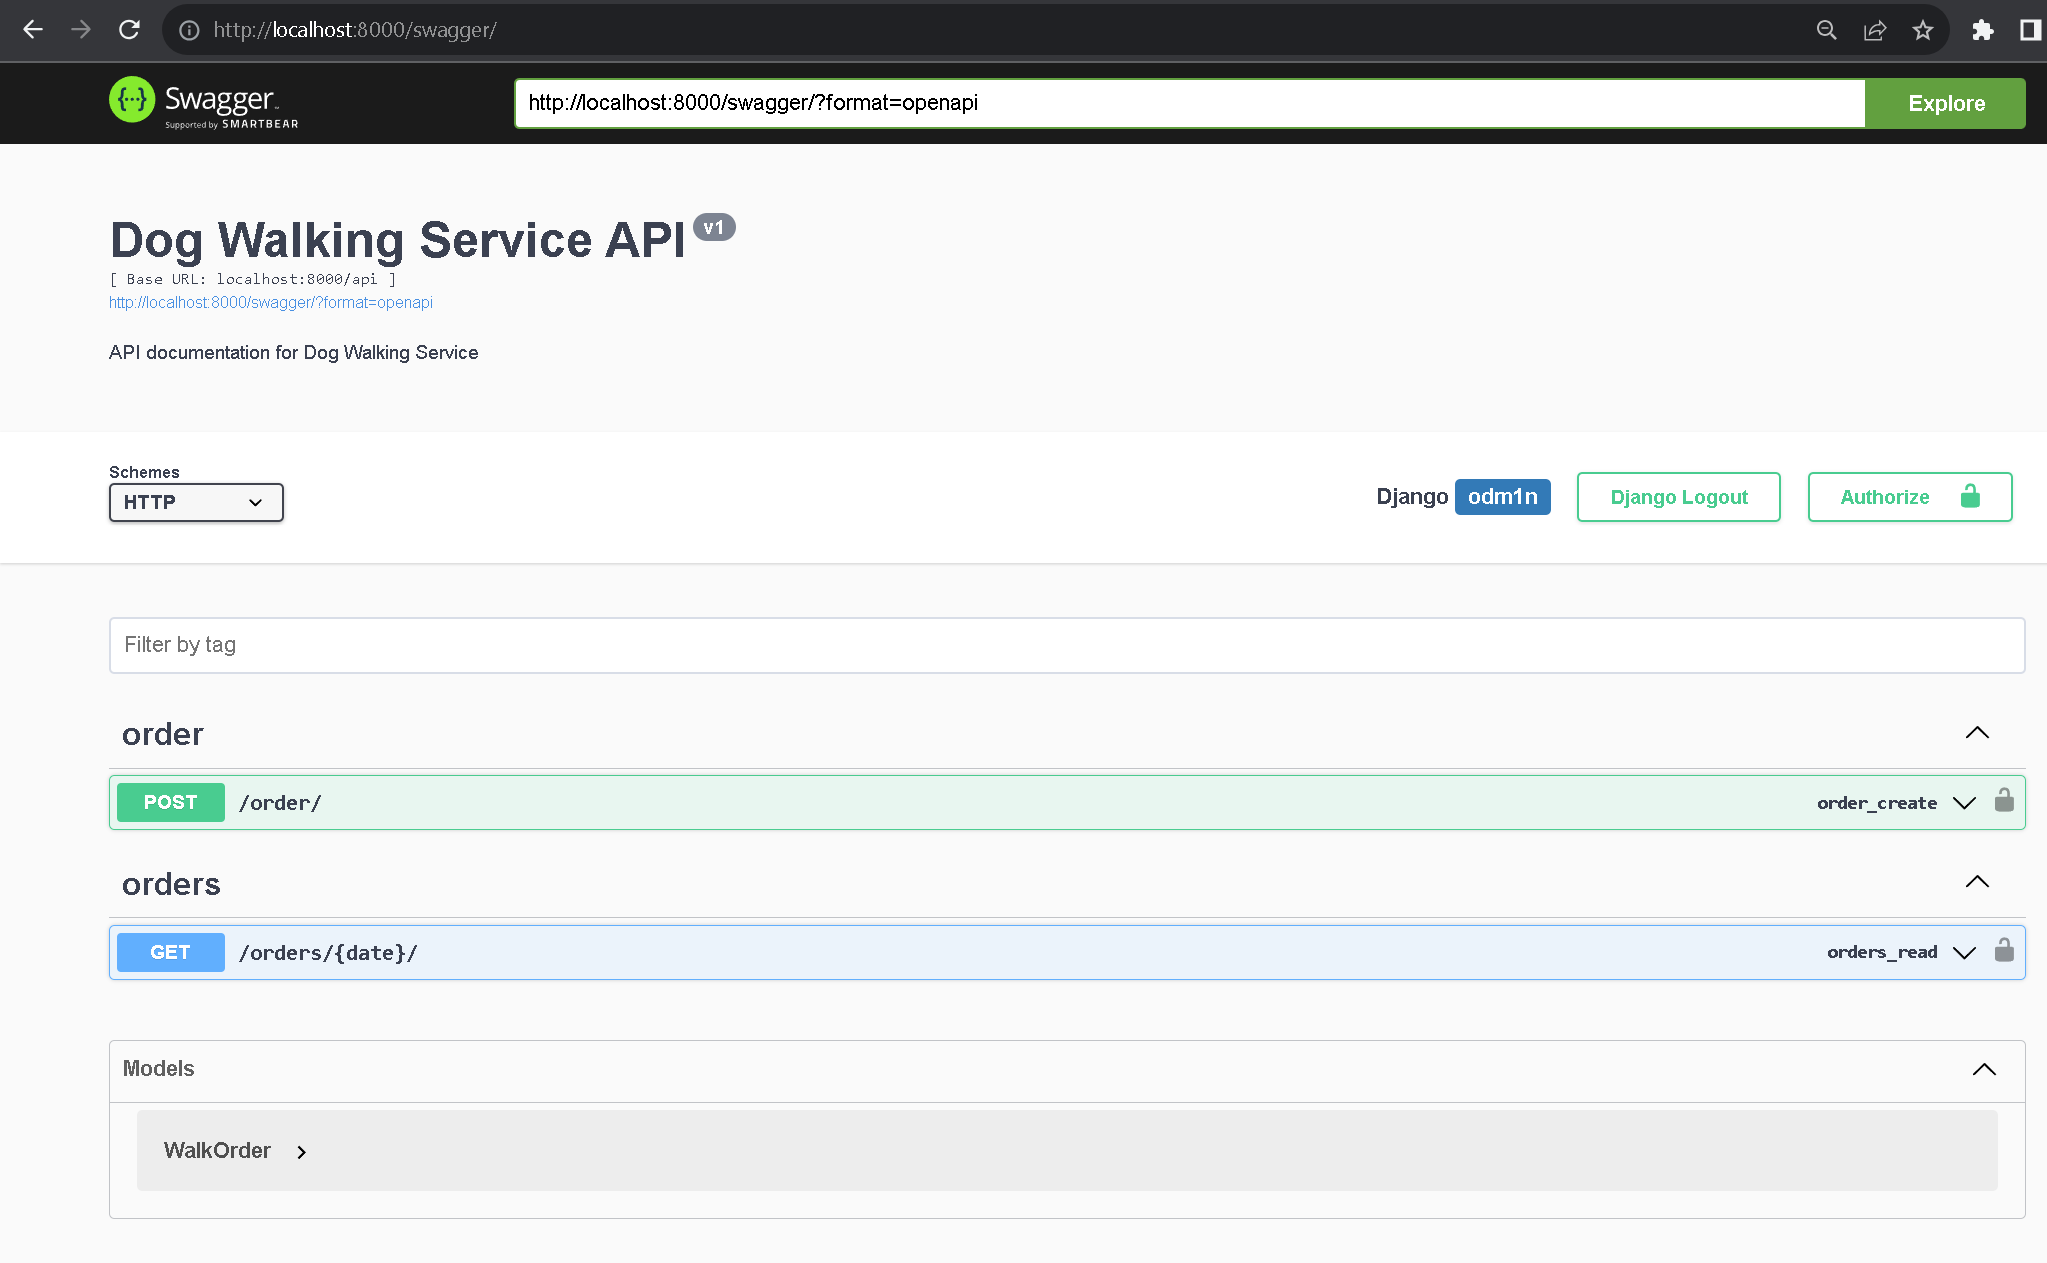 http://localhost:8000/swagger/
{···} Swagger™
Supported by SMARTBEAR
http://localhost:8000/swagger/?format=openapi
Explore
Dog Walking Service API v1
[ Base URL: localhost:8000/api ]
http://localhost:8000/swagger/?format=openapi
API documentation for Dog Walking Service
Schemes
HTTP
Django odm1n
Django Logout
Authorize
Filter by tag
order
POST /order/ order_create
orders
GET /orders/{date}/ orders_read
Models
WalkOrder